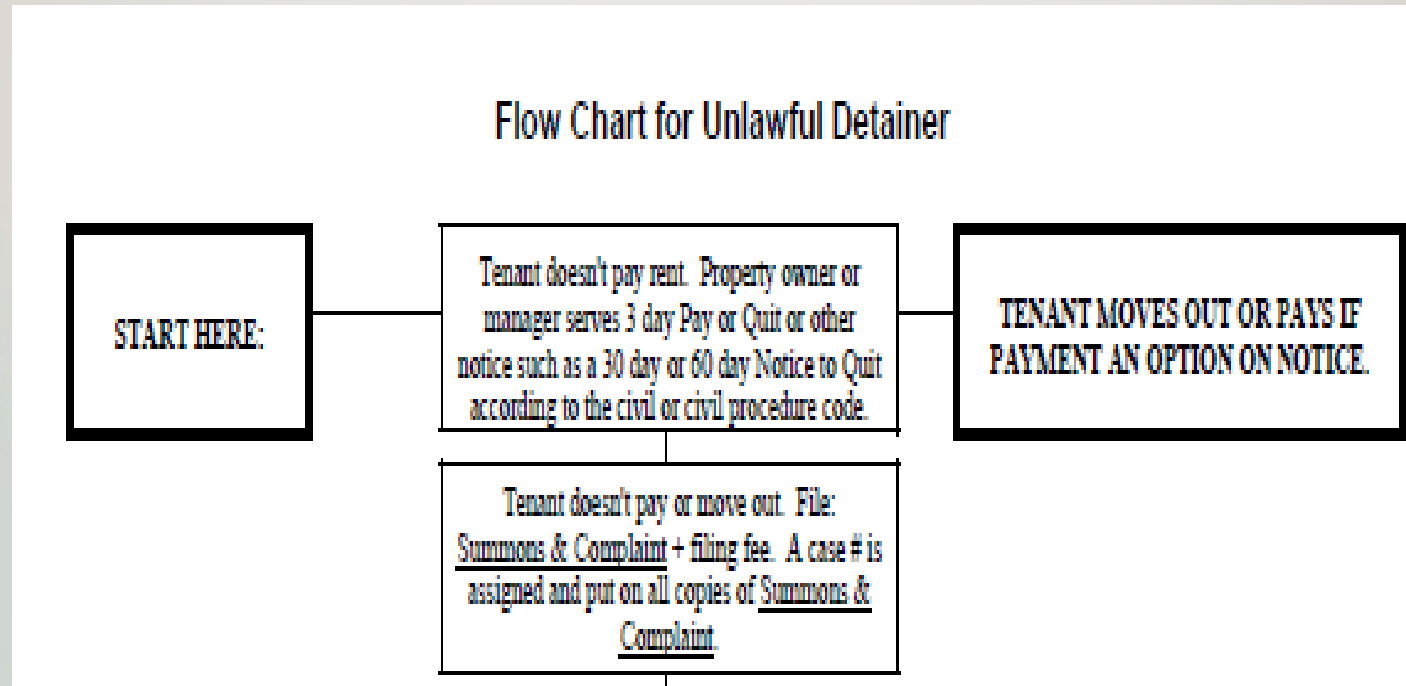 Flow Chart for Unlawful Detainer
START HERE:
Tenant doesn't pay rent. Property owner or
manager serves 3 day Pay or Quit or other
notice such as a 30 day or 60 day Notice to Quit
according to the civil or civil procedure code.
TENANT MOVES OUT OR PAYS IF
PAYMENT AN OPTION ON NOTICE.
Tenant doesn't pay or move out. File:
Summons & Complaint + filing fee. A case # is
assigned and put on all copies of Summons &
Complaint.